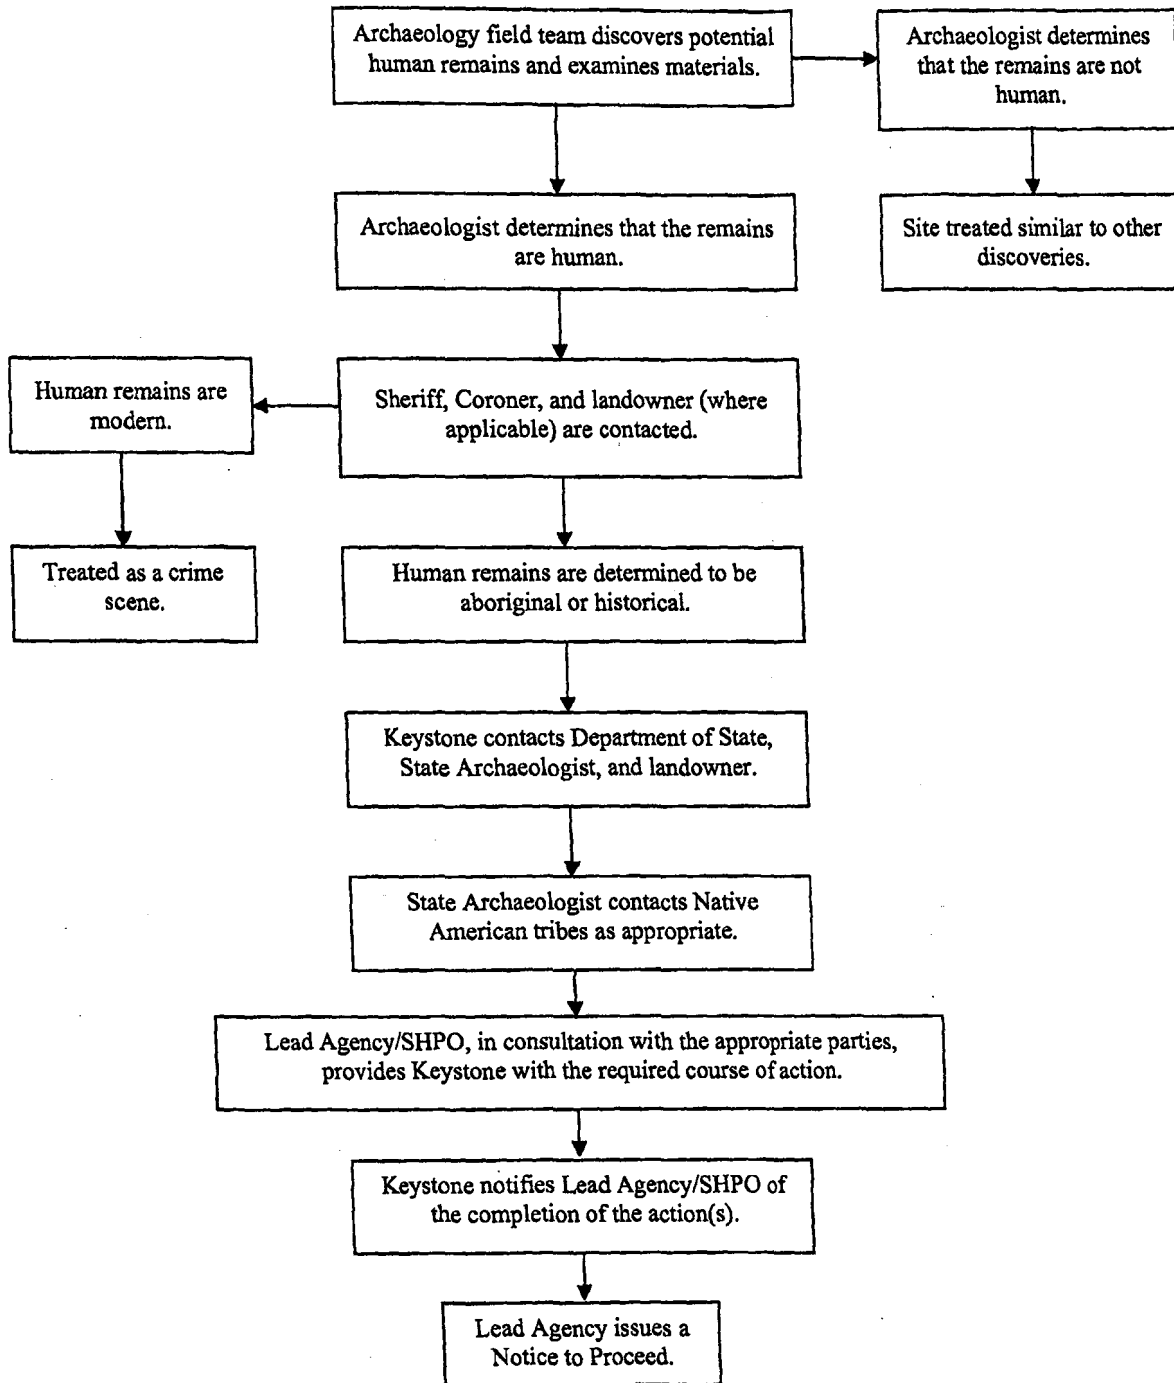 Archaeology field team discovers potential
human remains and examines materials.
Archaeologist determines
that the remains are not
human.
Archaeologist determines that the remains
are human.
Site treated similar to other
discoveries.
Human remains are
modern.
Sheriff, Coroner, and landowner (where
applicable) are contacted.
Treated as a crime
scene.
Human remains are determined to be
aboriginal or historical.
Keystone contacts Department of State,
State Archaeologist, and landowner.
State Archaeologist contacts Native
American tribes as appropriate.
Lead Agency/SHPO, in consultation with the appropriate parties,
provides Keystone with the required course of action.
Keystone notifies Lead Agency/SHPO of
the completion of the action(s).
Lead Agency issues a
Notice to Proceed.